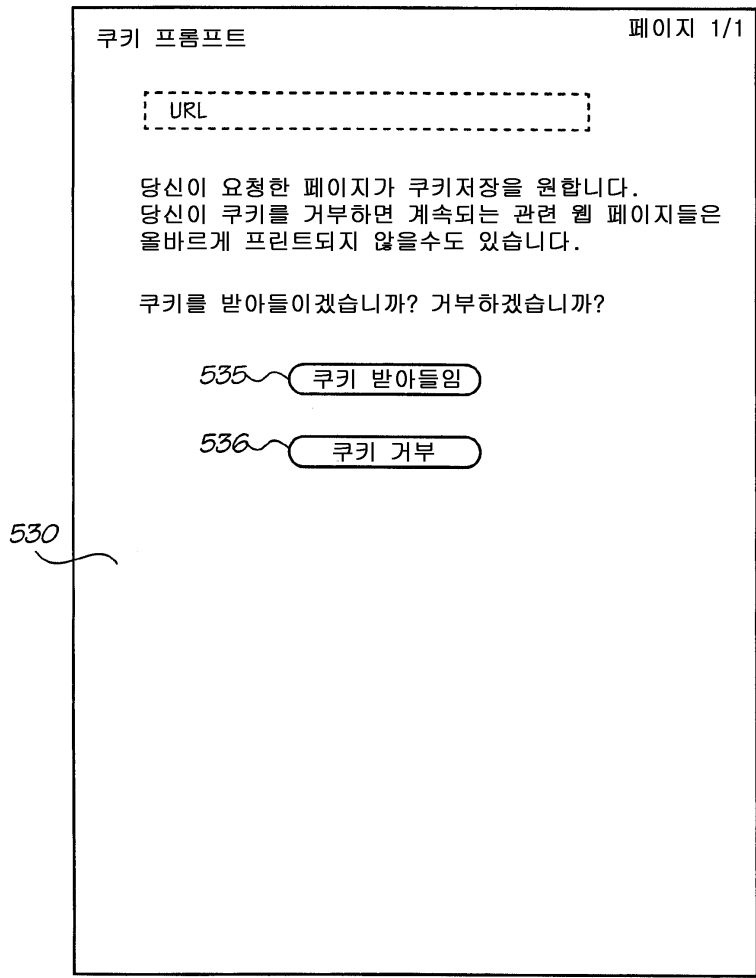 쿠키 프롬프트
페이지 1/1
URL
당신이 요청한 페이지가 쿠키저장을 원합니다.
당신이 쿠키를 거부하면 계속되는 관련 웹 페이지들은
올바르게 프린트되지 않을수도 있습니다.
쿠키를 받아들이겠습니까? 거부하겠습니까?
535 쿠키 받아들임
536 쿠키 거부
530